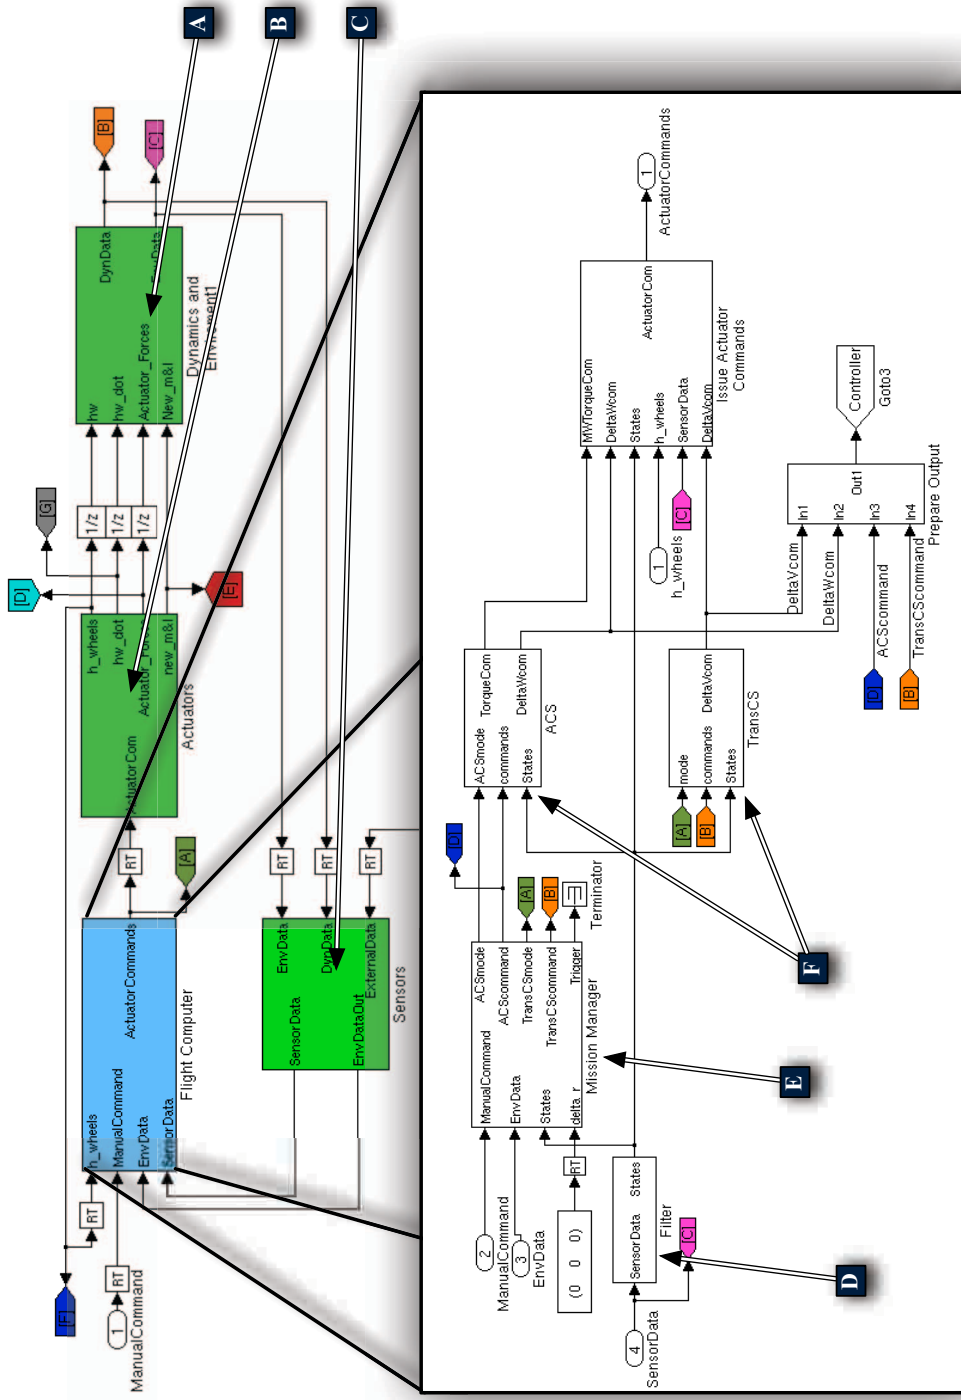 A
B
C
[B]
[C]
DynData
EnvData
hw
hw_dot
Actuator_Forces
New_m&I
Dynamics and
Enviroment1
1/z
1/z
1/z
[G]
[D]
[E]
h_wheels
hw_dot
Actuator_Forces
new_m&I
ActuatorCom
Actuators
RT
[A]
h_wheels
ManualCommand
EnvData
SensorData
ActuatorCommands
Flight Computer
RT
RT
RT
EnvData
DynData
ExternalData
SensorData
EnvDataOut
Sensors
[F]
RT
RT
1
ManualCommand
1
ActuatorCommands
MWTorqueCom
DeltaWcom
States
h_wheels
SensorData
DeltaVcom
ActuatorCom
Issue Actuator
Commands
1
h_wheels
[C]
Controller
Goto3
In1
In2
In3
In4
Out1
Prepare Output
DeltaVcom
DeltaWcom
ACScommand
TransCScommand
[D]
[B]
ACSmode
commands
States
TorqueCom
DeltaWcom
ACS
mode
commands
States
DeltaVcom
TransCS
[A]
[B]
[D]
[A]
[B]
Terminator
ManualCommand
EnvData
States
delta_r
ACSmode
ACScommand
TransCSmode
TransCScommand
Trigger
Mission Manager
2
ManualCommand
3
EnvData
(0 0 0)
RT
SensorData
States
Filter
[C]
4
SensorData
D
E
F